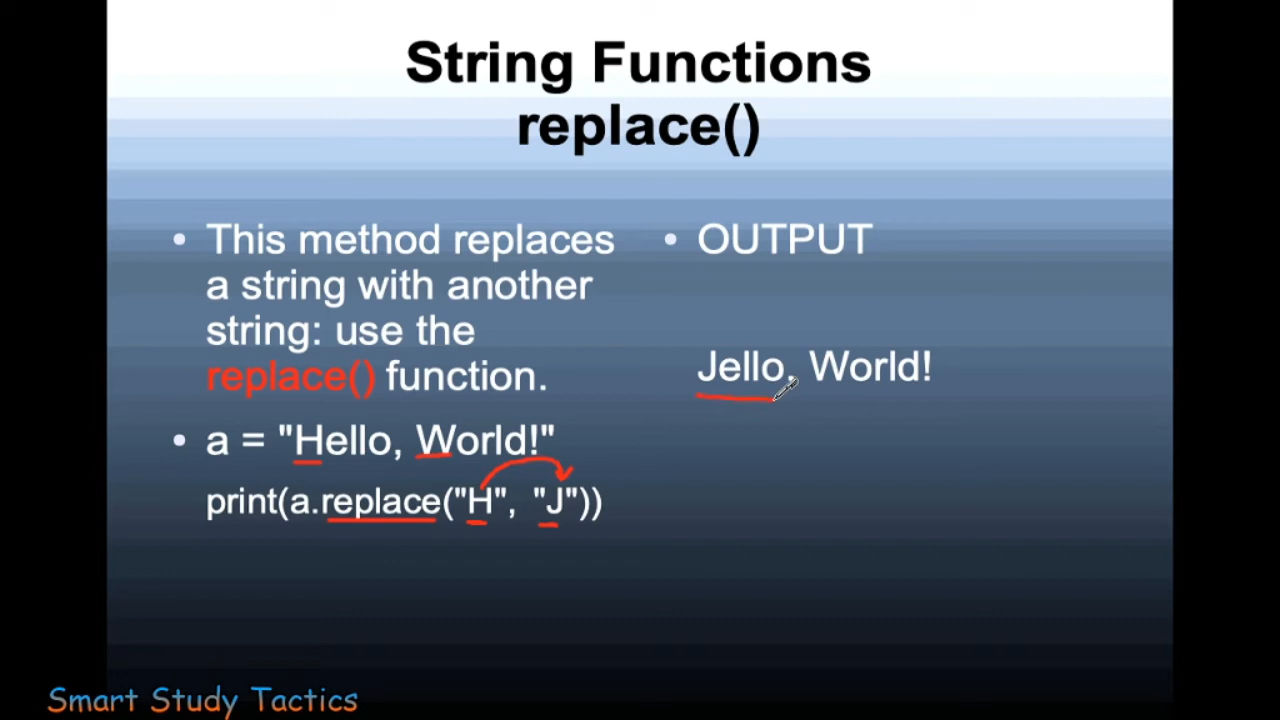 String Functions
replace()
• This method replaces
a string with another
string: use the
replace() function.
• a = "Hello, World!"
print(a.replace("H", "J"))
• OUTPUT
Jello, World!
Smart Study Tactics